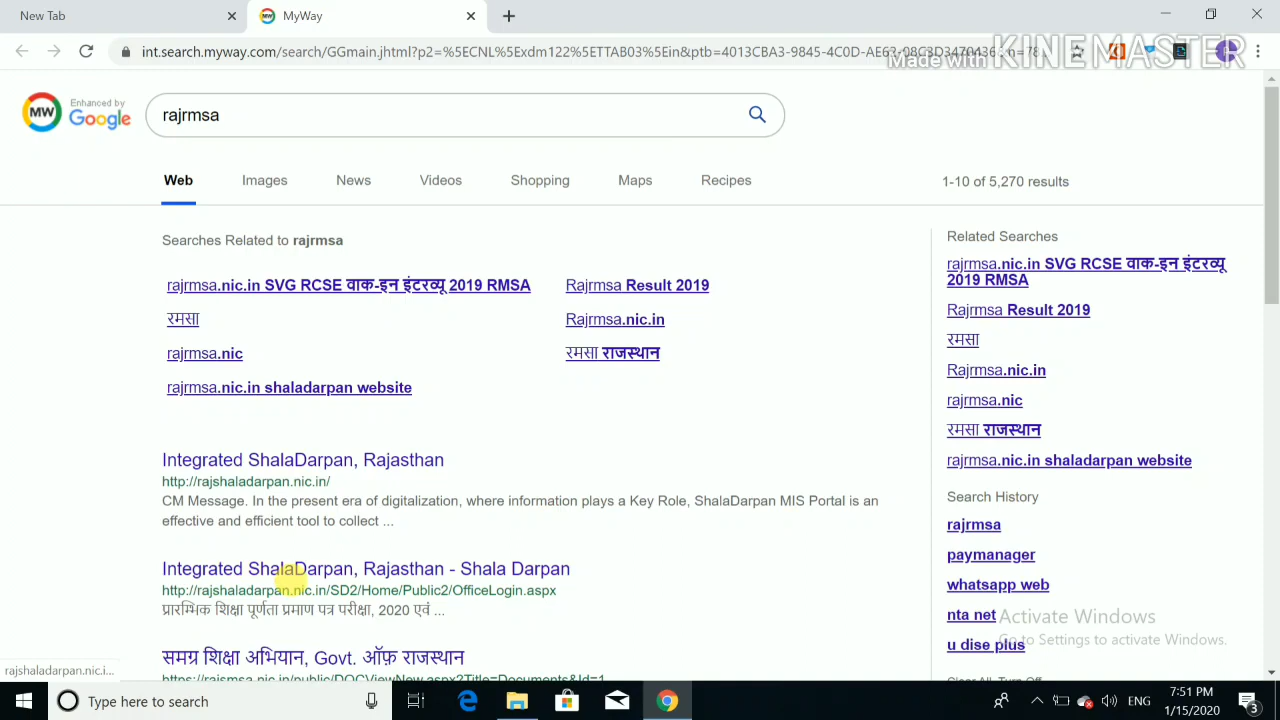 New Tab
MyWay
int.search.myway.com/search/GGmain.jhtml?p2=%5ECNL%5Exdm122%5ETTAB03%5Ein&ptb=4013CBA3-9845-4C0D-AE6
Made with KINEMASTER
MW
Enhanced by
Google
rajrmsa
Web Images News Videos Shopping Maps Recipes
1-10 of 5,270 results
Searches Related to rajrmsa
rajrmsa.nic.in SVG RCSE वाक-इन इंटरव्यू 2019 RMSA
Rajrmsa Result 2019
रमसा
Rajrmsa.nic.in
rajrmsa.nic
रमसा राजस्थान
rajrmsa.nic.in shaladarpan website
Integrated ShalaDarpan, Rajasthan
http://rajshaladarpan.nic.in/
CM Message. In the present era of digitalization, where information plays a Key Role, ShalaDarpan MIS Portal is an
effective and efficient tool to collect ...
Integrated ShalaDarpan, Rajasthan - Shala Darpan
http://rajshaladarpan.nic.in/SD2/Home/Public2/OfficeLogin.aspx
प्रारम्भिक शिक्षा पूर्णता प्रमाण पत्र परीक्षा, 2020 एवं ...
समग्र शिक्षा अभियान, Govt. ऑफ़ राजस्थान
https://rajsmsa.nic.in/public/DOCViewNew.aspx?Title=Documents&Id=1
Related Searches
rajrmsa.nic.in SVG RCSE वाक-इन इंटरव्यू
2019 RMSA
Rajrmsa Result 2019
रमसा
Rajrmsa.nic.in
rajrmsa.nic
रमसा राजस्थान
rajrmsa.nic.in shaladarpan website
Search History
rajrmsa
paymanager
whatsapp web
nta net
u dise plus
Clear All Turn Off
Activate Windows
Go to Settings to activate Windows.
rajshaladarpan.nic.i...
Type here to search
ENG
7:51 PM
1/15/2020
3